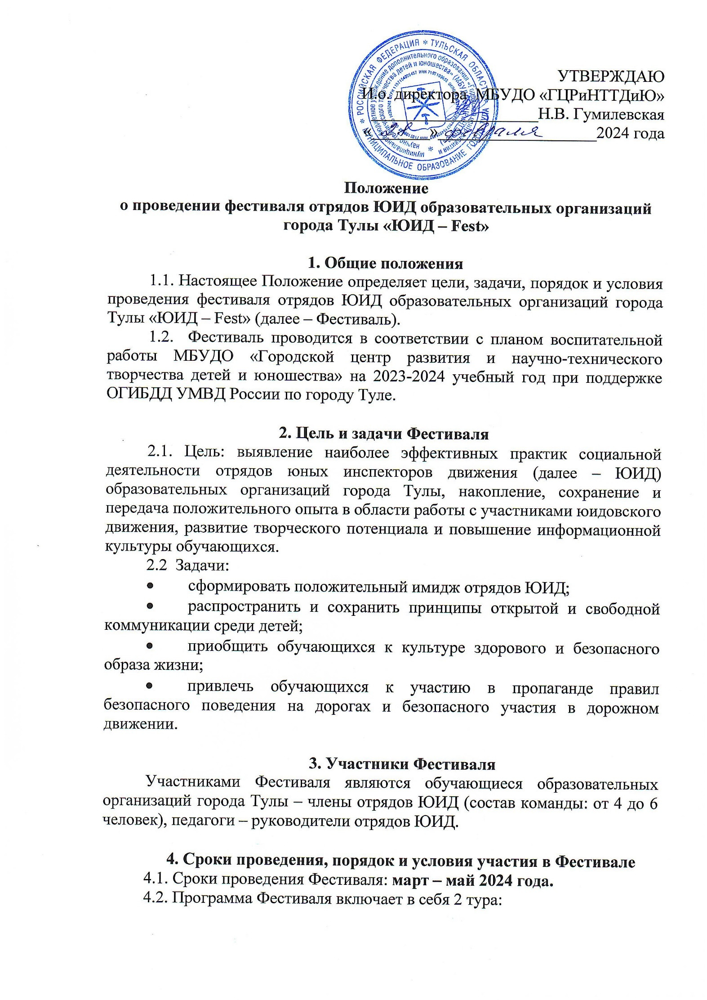 РОССИЙСКАЯ ФЕДЕРАЦИЯ * ТУЛЬСКАЯ ОБЛАСТЬ
МУНИЦИПАЛЬНОЕ ОБРАЗОВАНИЕ ГОРОД ТУЛА
УТВЕРЖДАЮ
И.о. директора МБУДО «ГЦРиНТТДиЮ»
Н.В. Гумилевская
« 28 » февраля 2024 года
Положение
о проведении фестиваля отрядов ЮИД образовательных организаций
города Тулы «ЮИД – Fest»
1. Общие положения
1.1. Настоящее Положение определяет цели, задачи, порядок и условия
проведения фестиваля отрядов ЮИД образовательных организаций города
Тулы «ЮИД – Fest» (далее – Фестиваль).
1.2. Фестиваль проводится в соответствии с планом воспитательной
работы МБУДО «Городской центр развития и научно-технического
творчества детей и юношества» на 2023-2024 учебный год при поддержке
ОГИБДД УМВД России по городу Туле.
2. Цель и задачи Фестиваля
2.1. Цель: выявление наиболее эффективных практик социальной
деятельности отрядов юных инспекторов движения (далее – ЮИД)
образовательных организаций города Тулы, накопление, сохранение и
передача положительного опыта в области работы с участниками юидовского
движения, развитие творческого потенциала и повышение информационной
культуры обучающихся.
2.2 Задачи:
• сформировать положительный имидж отрядов ЮИД;
• распространить и сохранить принципы открытой и свободной
коммуникации среди детей;
• приобщить обучающихся к культуре здорового и безопасного
образа жизни;
• привлечь обучающихся к участию в пропаганде правил
безопасного поведения на дорогах и безопасного участия в дорожном
движении.
3. Участники Фестиваля
Участниками Фестиваля являются обучающиеся образовательных
организаций города Тулы – члены отрядов ЮИД (состав команды: от 4 до 6
человек), педагоги – руководители отрядов ЮИД.
4. Сроки проведения, порядок и условия участия в Фестивале
4.1. Сроки проведения Фестиваля: март – май 2024 года.
4.2. Программа Фестиваля включает в себя 2 тура: